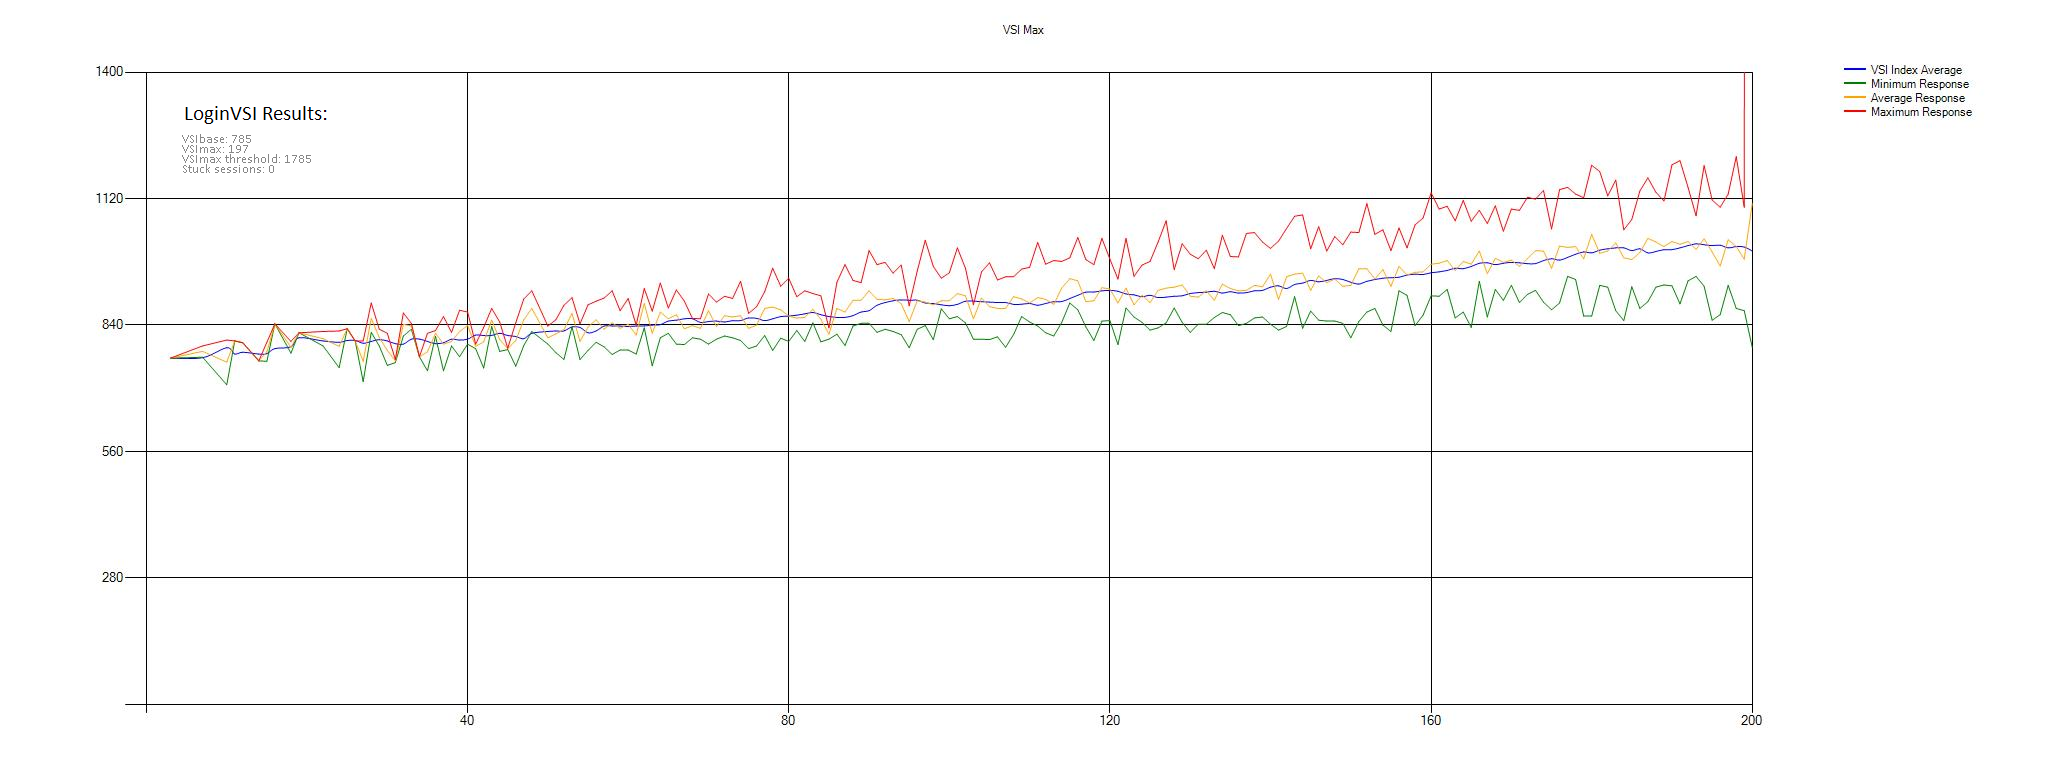 VSI Max
VSI Index Average
Minimum Response
Average Response
Maximum Response
1400
1120
840
560
280
LoginVSI Results:
VSIbase: 785
VSImax: 197
VSImax threshold: 1785
Stuck sessions: 0
40
80
120
160
200